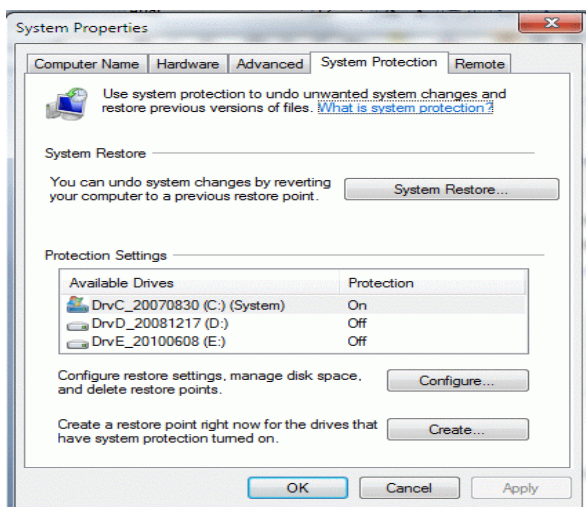 System Properties
Computer Name
Hardware
Advanced
System Protection
Remote
Use system protection to undo unwanted system changes and
restore previous versions of files. What is system protection?
System Restore
You can undo system changes by reverting
your computer to a previous restore point.
System Restore...
Protection Settings
Available Drives
Protection
DrvC_20070830 (C:) (System)
On
DrvD_20081217 (D:)
Off
DrvE_20100608 (E:)
Off
Configure restore settings, manage disk space,
and delete restore points.
Configure...
Create a restore point right now for the drives that
have system protection turned on.
Create...
OK
Cancel
Apply